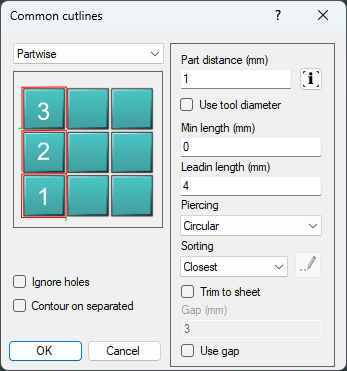 Common cutlines
?
Partwise
3
2
1
Ignore holes
Contour on separated
OK
Cancel
Part distance (mm)
1
Use tool diameter
Min length (mm)
0
Leadin length (mm)
4
Piercing
Circular
Sorting
Closest
Trim to sheet
Gap (mm)
3
Use gap